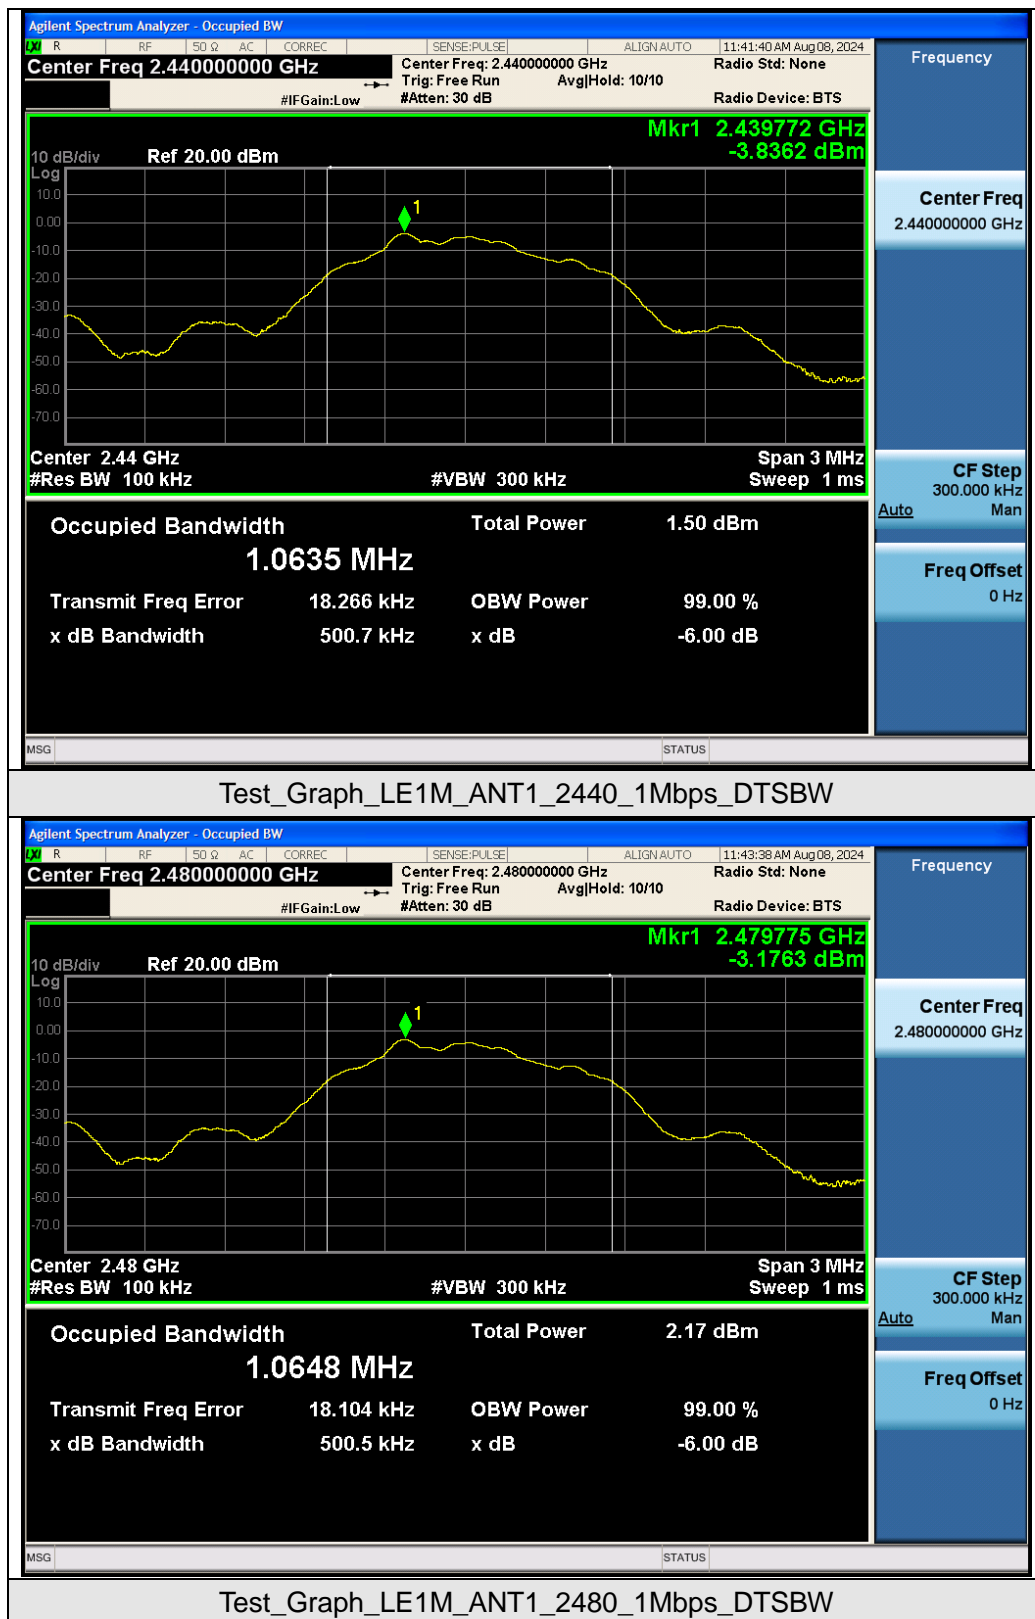 Agilent Spectrum Analyzer - Occupied BW
LXI R RF 50 Ω AC CORREC SENSE:PULSE ALIGN AUTO 11:41:40 AM Aug 08, 2024
Center Freq 2.440000000 GHz Center Freq: 2.440000000 GHz Radio Std: None
Trig: Free Run Avg|Hold: 10/10
#IFGain:Low #Atten: 30 dB Radio Device: BTS
Frequency
Mkr1 2.439772 GHz
-3.8362 dBm
10 dB/div Ref 20.00 dBm
Log
10.0
0.00
-10.0
-20.0
-30.0
-40.0
-50.0
-60.0
-70.0
1
Center Freq
2.440000000 GHz
Center 2.44 GHz Span 3 MHz
#Res BW 100 kHz #VBW 300 kHz Sweep 1 ms
CF Step
300.000 kHz
Auto Man
Occupied Bandwidth Total Power 1.50 dBm
1.0635 MHz
Transmit Freq Error 18.266 kHz OBW Power 99.00 %
x dB Bandwidth 500.7 kHz x dB -6.00 dB
Freq Offset
0 Hz
MSG STATUS
Test_Graph_LE1M_ANT1_2440_1Mbps_DTSBW
Agilent Spectrum Analyzer - Occupied BW
LXI R RF 50 Ω AC CORREC SENSE:PULSE ALIGN AUTO 11:43:38 AM Aug 08, 2024
Center Freq 2.480000000 GHz Center Freq: 2.480000000 GHz Radio Std: None
Trig: Free Run Avg|Hold: 10/10
#IFGain:Low #Atten: 30 dB Radio Device: BTS
Frequency
Mkr1 2.479775 GHz
-3.1763 dBm
10 dB/div Ref 20.00 dBm
Log
10.0
0.00
-10.0
-20.0
-30.0
-40.0
-50.0
-60.0
-70.0
1
Center Freq
2.480000000 GHz
Center 2.48 GHz Span 3 MHz
#Res BW 100 kHz #VBW 300 kHz Sweep 1 ms
CF Step
300.000 kHz
Auto Man
Occupied Bandwidth Total Power 2.17 dBm
1.0648 MHz
Transmit Freq Error 18.104 kHz OBW Power 99.00 %
x dB Bandwidth 500.5 kHz x dB -6.00 dB
Freq Offset
0 Hz
MSG STATUS
Test_Graph_LE1M_ANT1_2480_1Mbps_DTSBW